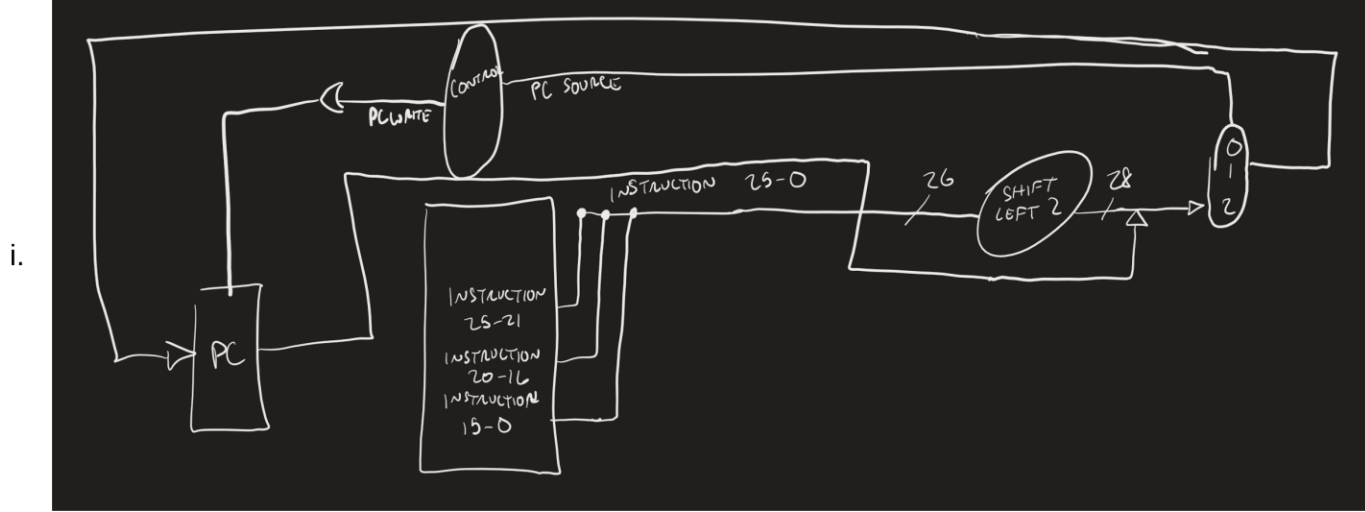 CONTROL
PC SOURCE
PCWRITE
INSTRUCTION 25-0
26
SHIFT
LEFT 2
28
0
1
2
i.
INSTRUCTION
25-21
PC
INSTRUCTION
20-16
INSTRUCTION
15-0